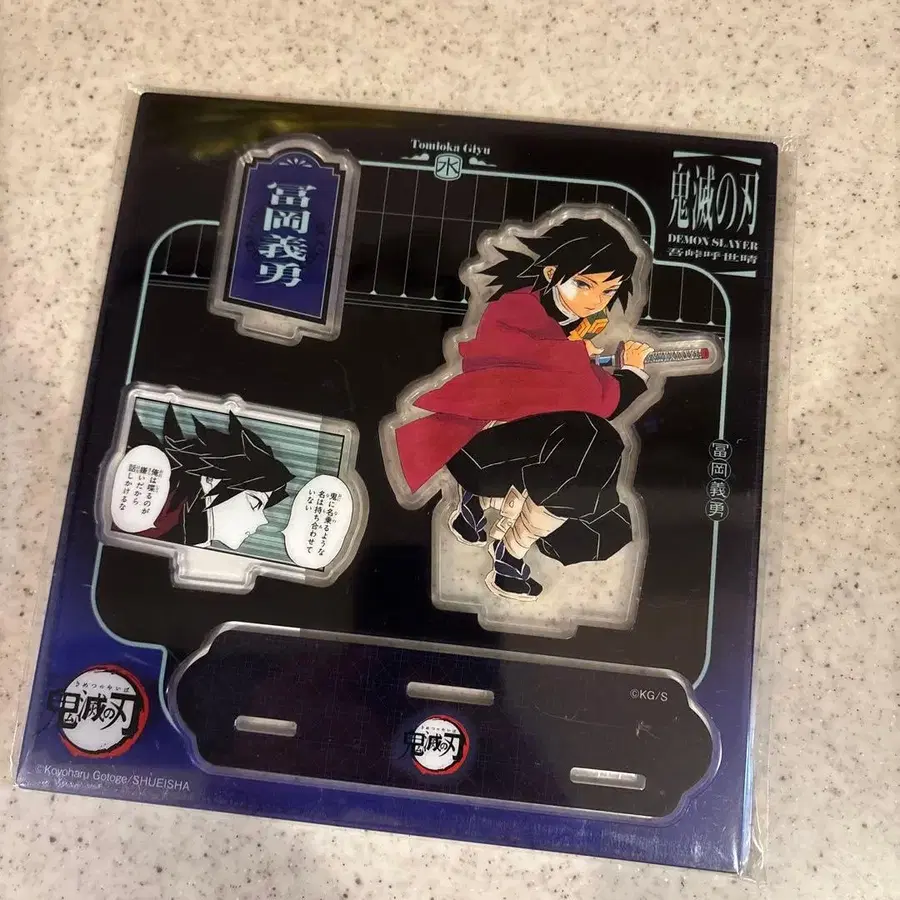 Tomioka Giyu
水
鬼滅の刃
DEMON SLAYER
吾峠呼世晴
冨岡義勇
冨岡義勇
鬼に名乗るような
名は持ち合わせて
いない
俺は喋るのが
嫌いだから
話しかけるな
©KG/S
きめつのやいば
鬼滅の刃
鬼滅の刃
©Koyoharu Gotoge/SHUEISHA